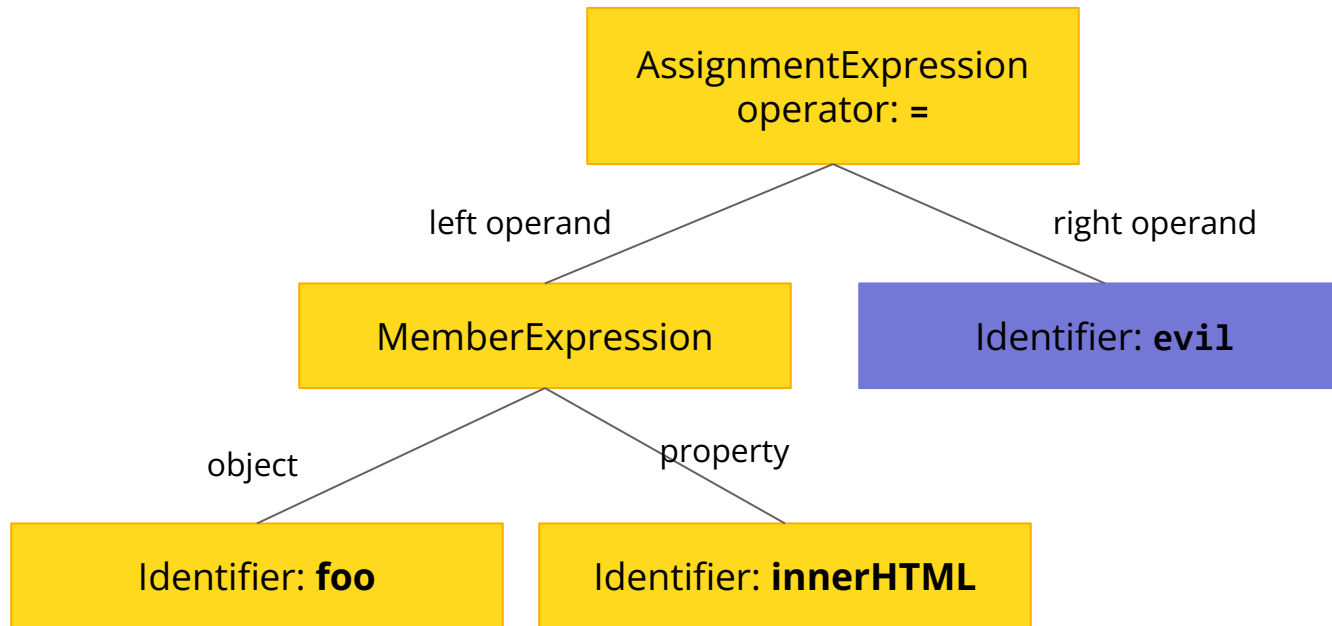 AssignmentExpression
operator: =
left operand
right operand
MemberExpression
Identifier: evil
object
property
Identifier: foo
Identifier: innerHTML